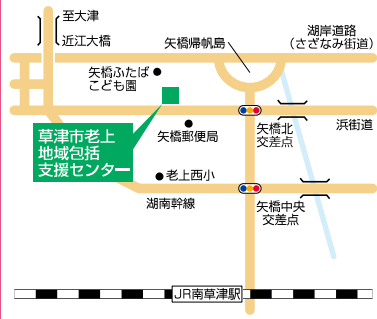 至大津
近江大橋
矢橋帰帆島
湖岸道路
（さざなみ街道）
矢橋ふたば
こども園
矢橋郵便局
矢橋北
交差点
浜街道
草津市老上
地域包括
支援センター
老上西小
湖南幹線
矢橋中央
交差点
JR南草津駅